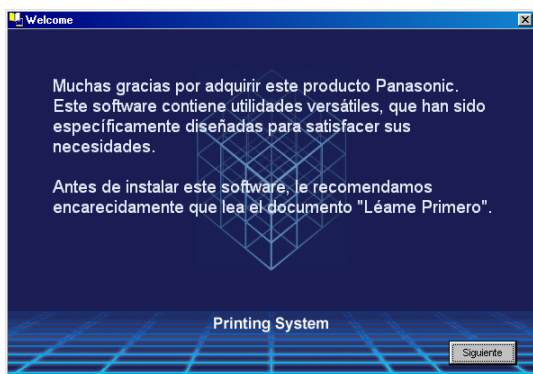 Welcome
Muchas gracias por adquirir este producto Panasonic.
Este software contiene utilidades versátiles, que han sido
específicamente diseñadas para satisfacer sus
necesidades.
Antes de instalar este software, le recomendamos
encarecidamente que lea el documento "Léame Primero".
Printing System
Siguiente